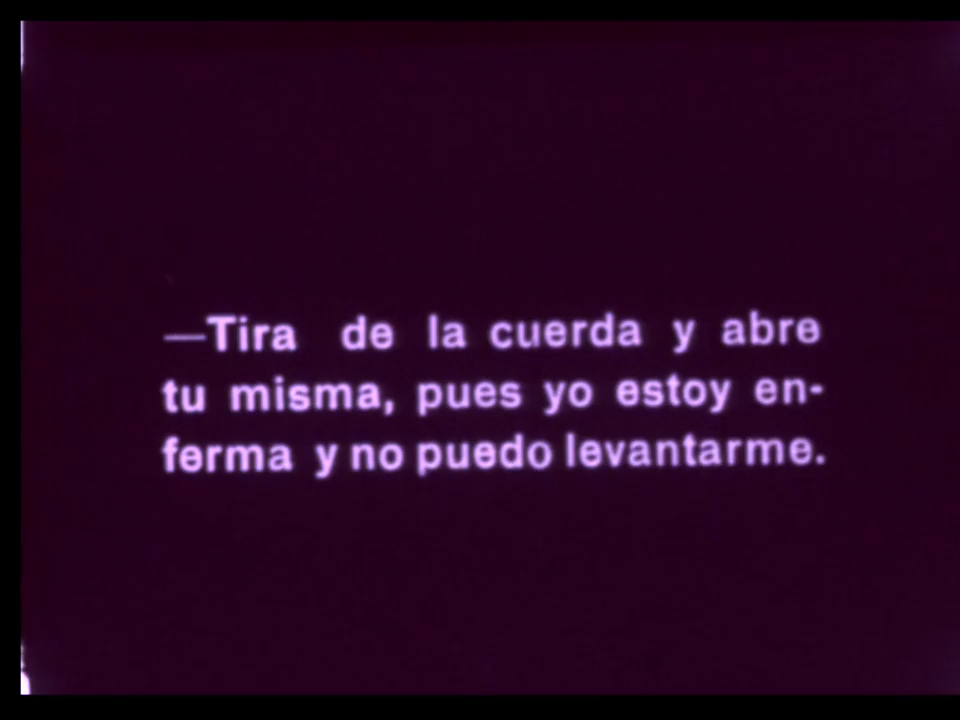 —Tira de la cuerda y abre
tu misma, pues yo estoy en-
ferma y no puedo levantarme.